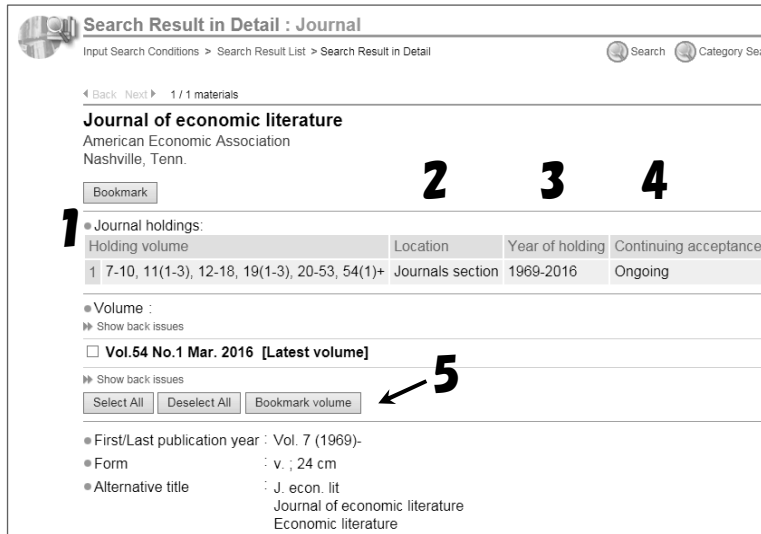 Search Result in Detail : Journal
Input Search Conditions > Search Result List > Search Result in Detail
Search Category Sea
Back Next 1 / 1 materials
Journal of economic literature
American Economic Association
Nashville, Tenn.
2 3 4
Bookmark
1
Journal holdings:
Holding volume Location Year of holding Continuing acceptance
1 7-10, 11(1-3), 12-18, 19(1-3), 20-53, 54(1)+ Journals section 1969-2016 Ongoing
Volume :
Show back issues
Vol.54 No.1 Mar. 2016 [Latest volume]
Show back issues
5
Select All Deselect All Bookmark volume
First/Last publication year : Vol. 7 (1969)-
Form : v. ; 24 cm
Alternative title : J. econ. lit
Journal of economic literature
Economic literature